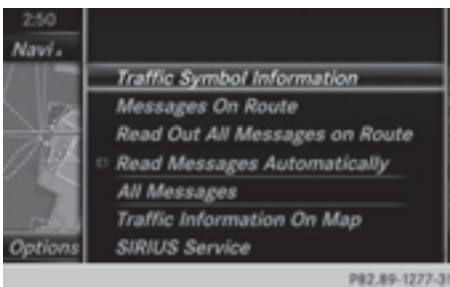 2:50
Navi
Traffic Symbol Information
Messages On Route
Read Out All Messages on Route
Read Messages Automatically
All Messages
Traffic Information On Map
Options
SIRIUS Service
P82.89-1277-31